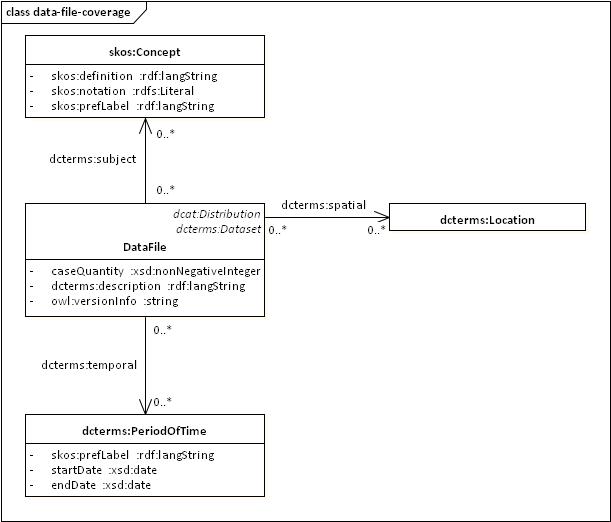 class data-file-coverage
skos:Concept
- skos:definition :rdf:langString
- skos:notation :rdfs:Literal
- skos:prefLabel :rdf:langString
0..*
dcterms:subject
0..*
dcat:Distribution
dcterms:Dataset
DataFile
- caseQuantity :xsd:nonNegativeInteger
- dcterms:description :rdf:langString
- owl:versionInfo :string
dcterms:spatial
0..* 0..*
dcterms:Location
0..*
dcterms:temporal
0..*
dcterms:PeriodOfTime
- skos:prefLabel :rdf:langString
- startDate :xsd:date
- endDate :xsd:date